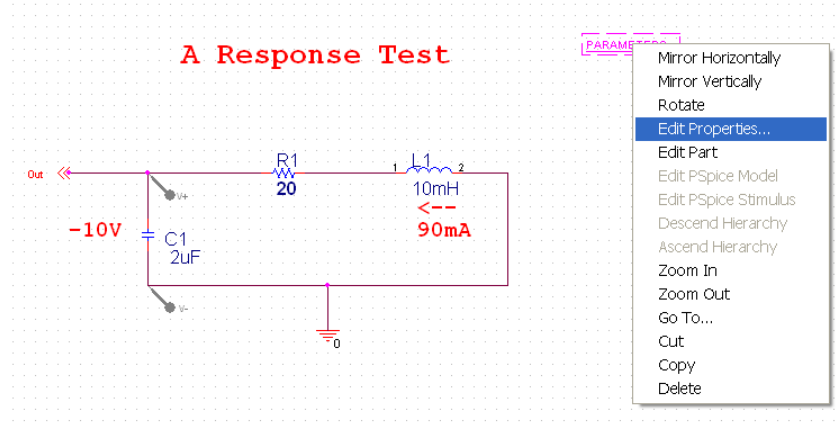 A Response Test
PARAMETERS
Mirror Horizontally
Mirror Vertically
Rotate
Edit Properties...
Edit Part
Edit PSpice Model
Edit PSpice Stimulus
Descend Hierarchy
Ascend Hierarchy
Zoom In
Zoom Out
Go To...
Cut
Copy
Delete
Out
R1
20
1 L1 2
10mH
<--
90mA
V+
-10V
C1
2uF
V-
0